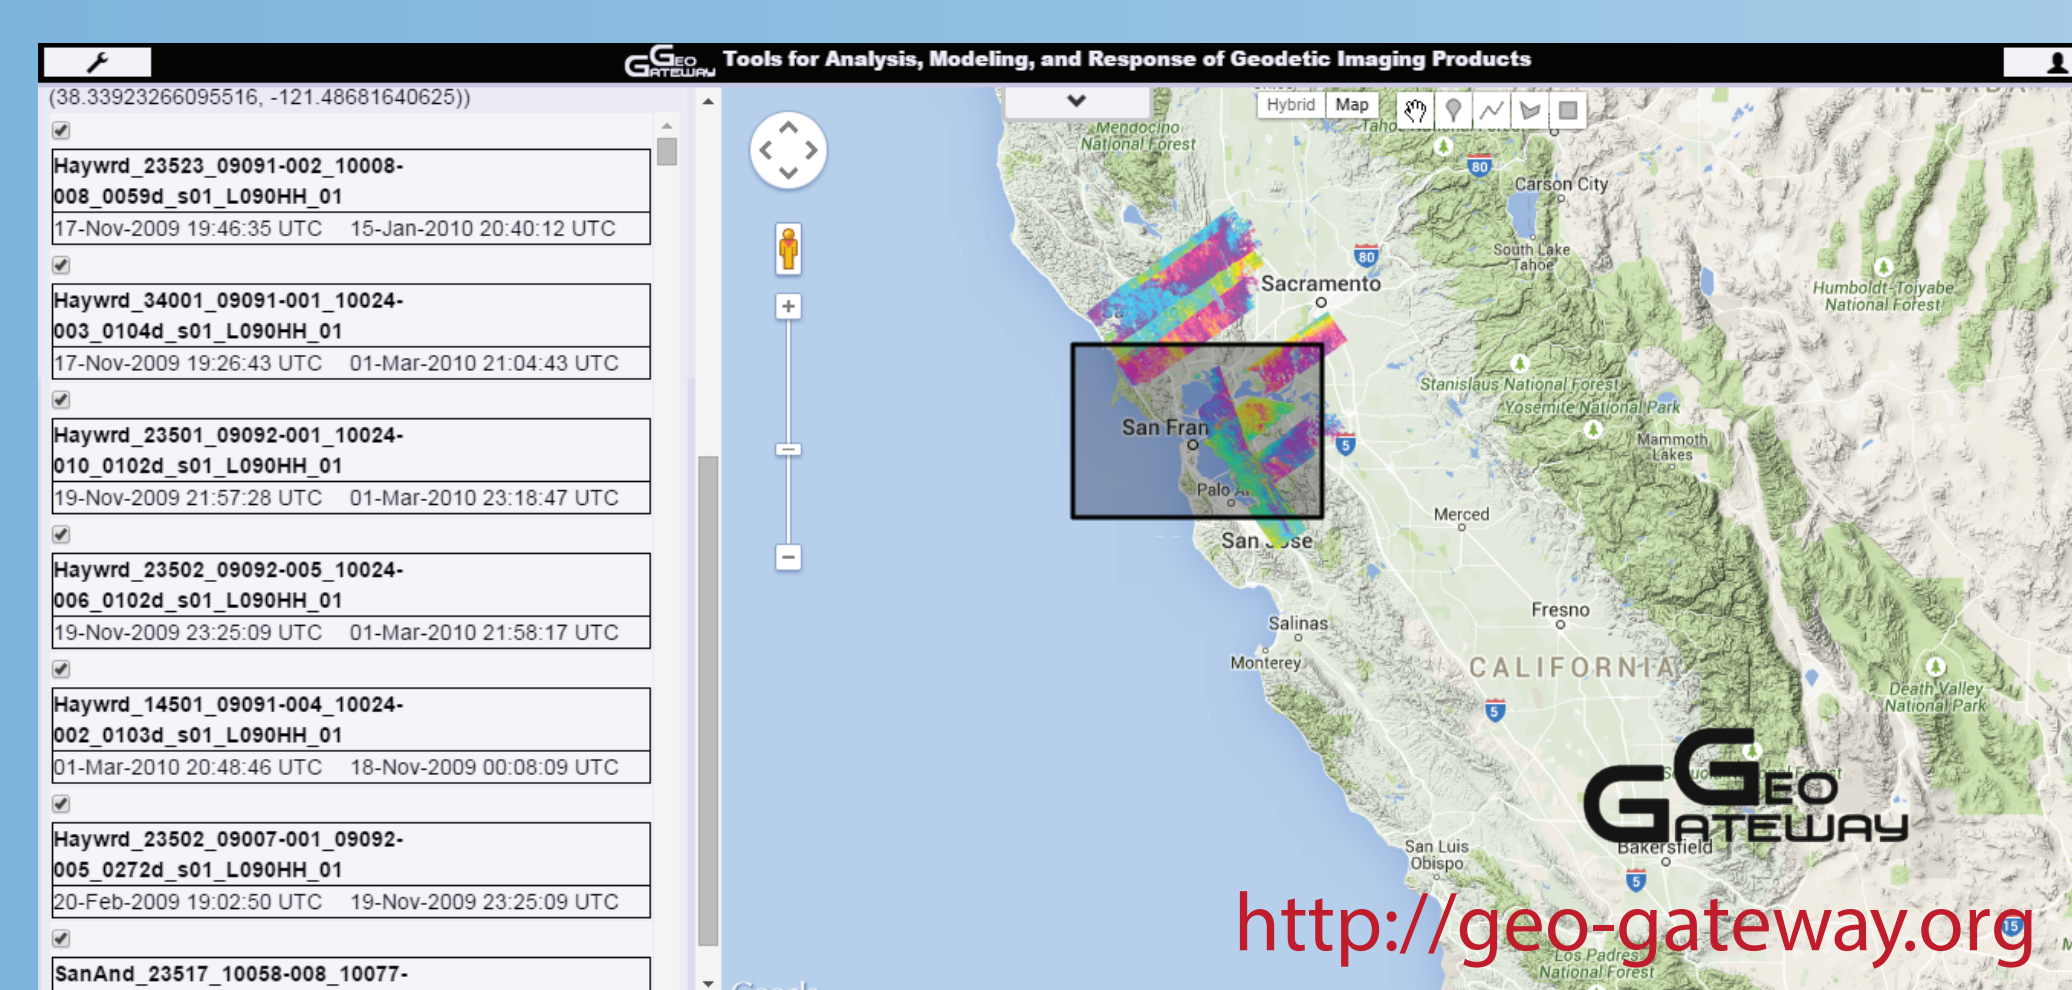 GEO GATEWAY Tools for Analysis, Modeling, and Response of Geodetic Imaging Products
(38.33923266095516, -121.48681640625))
Haywrd_23523_09091-002_10008-
008_0059d_s01_L090HH_01
17-Nov-2009 19:46:35 UTC 15-Jan-2010 20:40:12 UTC
Haywrd_34001_09091-001_10024-
003_0104d_s01_L090HH_01
17-Nov-2009 19:26:43 UTC 01-Mar-2010 21:04:43 UTC
Haywrd_23501_09092-001_10024-
010_0102d_s01_L090HH_01
19-Nov-2009 21:57:28 UTC 01-Mar-2010 23:18:47 UTC
Haywrd_23502_09092-005_10024-
006_0102d_s01_L090HH_01
19-Nov-2009 23:25:09 UTC 01-Mar-2010 21:58:17 UTC
Haywrd_14501_09091-004_10024-
002_0103d_s01_L090HH_01
01-Mar-2010 20:48:46 UTC 18-Nov-2009 00:08:09 UTC
Haywrd_23502_09007-001_09092-
005_0272d_s01_L090HH_01
20-Feb-2009 19:02:50 UTC 19-Nov-2009 23:25:09 UTC
SanAnd_23517_10058-008_10077-
Hybrid Map
Mendocino
National Forest
80
Carson City
South Lake
Tahoe
80
Sacramento
Humboldt-Toiyabe
National Forest
Stanislaus National Forest
Yosemite National Park
San Fran
5
Mammoth
Lakes
Palo
Merced
San Jose
Fresno
Salinas
Monterey
CALIFORNIA
5
Death Valley
National Park
GEO
GATEWAY
San Luis
Obispo
Bakersfield
5
http://geo-gateway.org
15
Los Padres
National Forest
Google